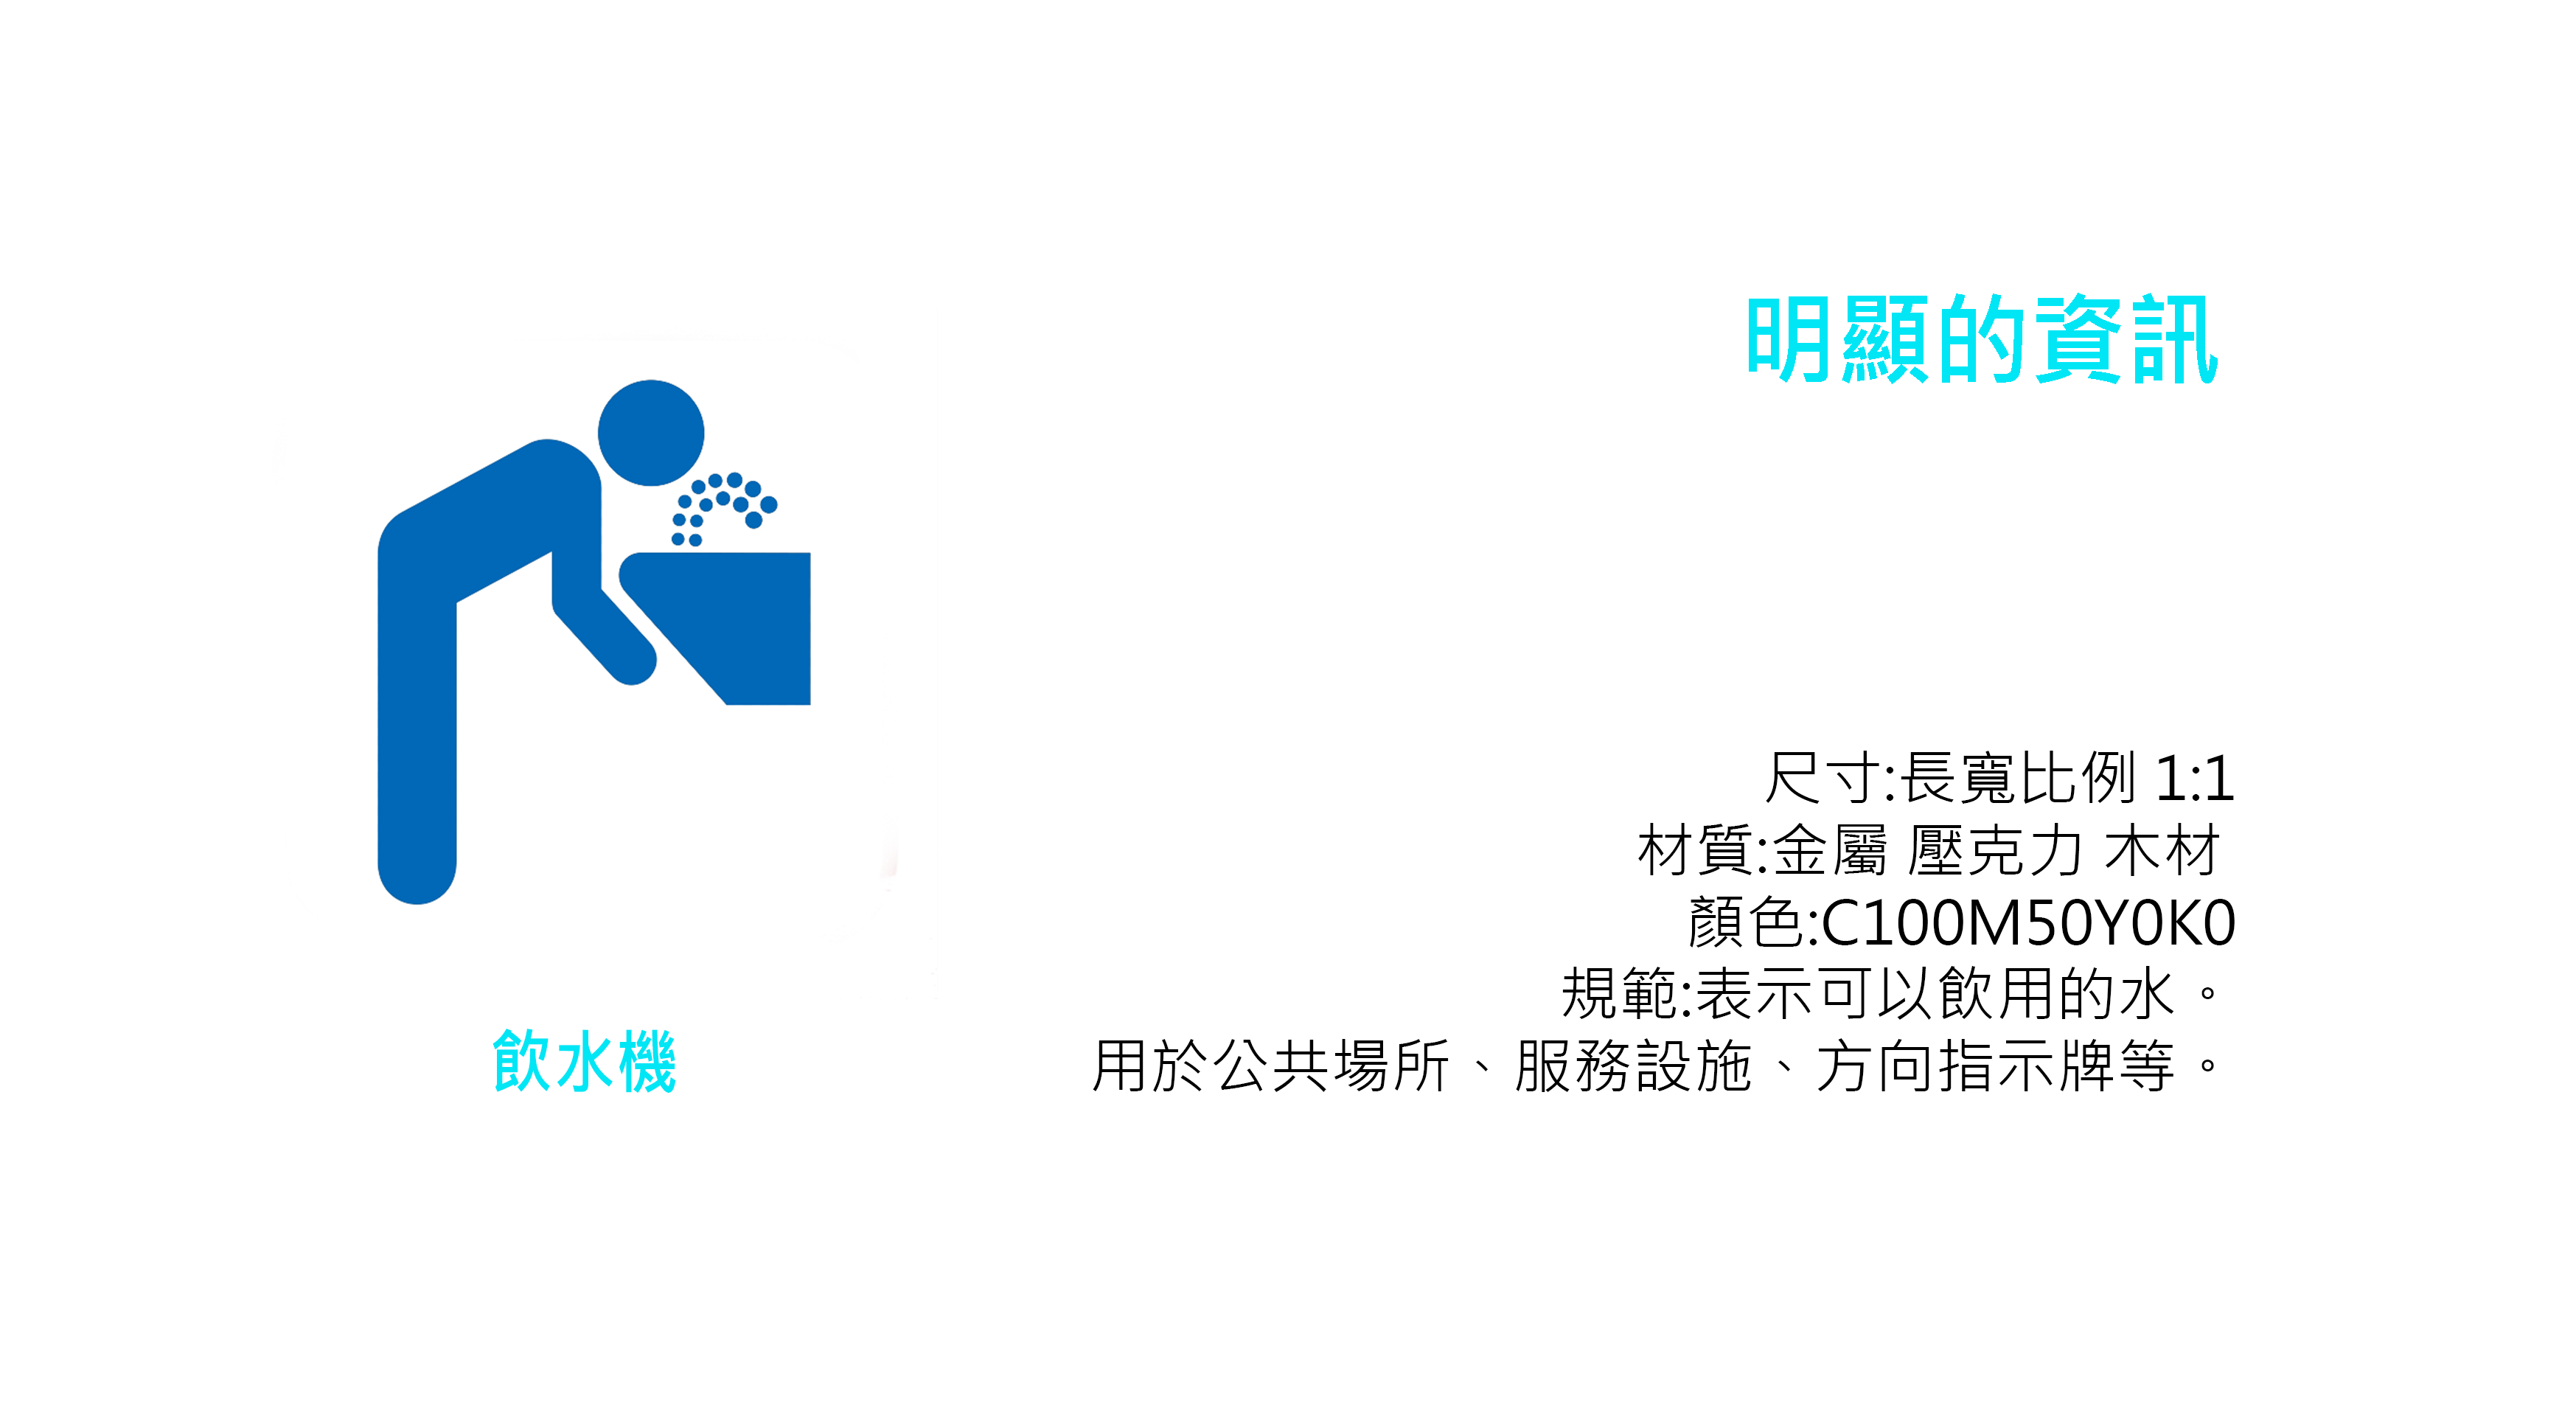 明顯的資訊
尺寸:長寬比例 1:1
材質:金屬 壓克力 木材
顏色:C100M50Y0K0
規範:表示可以飲用的水。
用於公共場所、服務設施、方向指示牌等。
飲水機